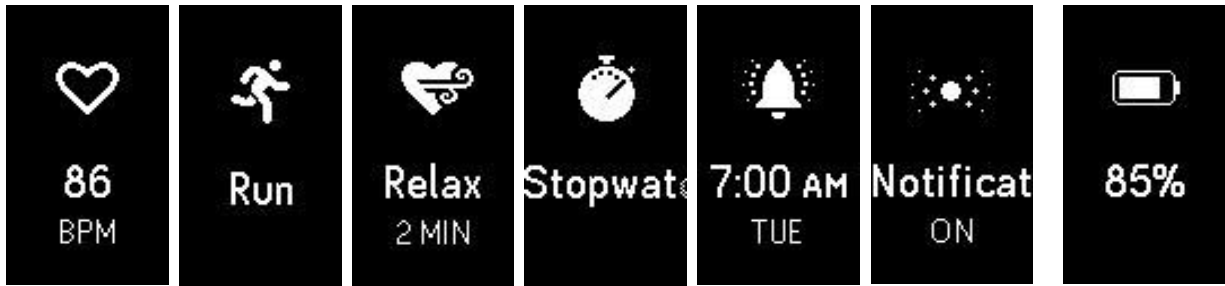 86
BPM
Run
Relax
2 MIN
Stopwat
7:00 AM
TUE
Notificat
ON
85%